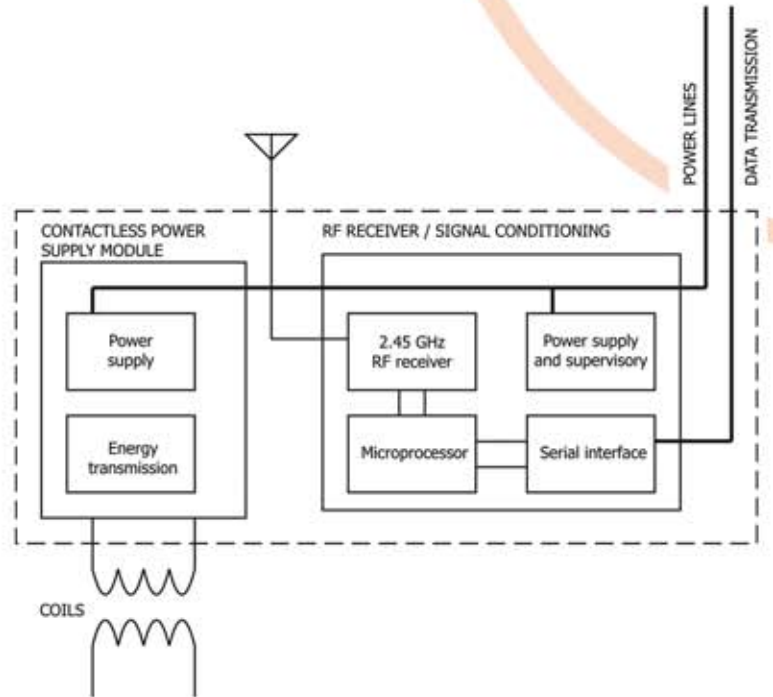 POWER LINES
DATA TRANSMISSION
CONTACTLESS POWER
SUPPLY MODULE
RF RECEIVER / SIGNAL CONDITIONING
Power
supply
2.45 GHz
RF receiver
Power supply
and supervisory
Energy
transmission
Microprocessor
Serial interface
COILS